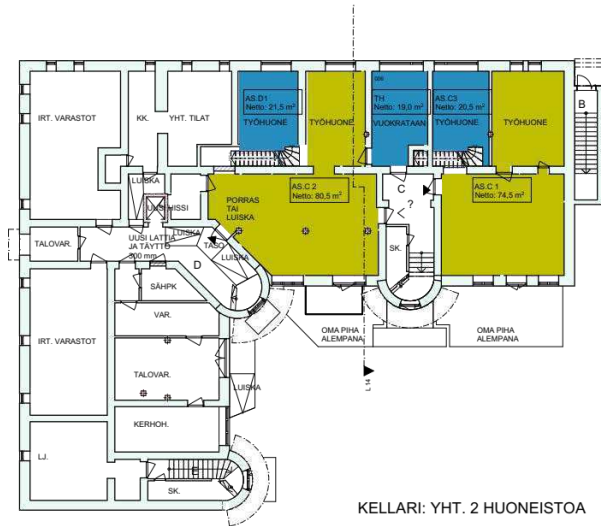 AS.D1
Netto: 21,5 m²
TYÖHUONE
TYÖHUONE
TH
Netto: 19,0 m²
VUOKRATAAN
AS.C3
Netto: 20,5 m²
TYÖHUONE
TYÖHUONE
B
IRT. VARASTOT
KK.
YHT. TILAT
LUISKA
UUSI HISSI
PORRAS
TAI
LUISKA
AS.C 2
Netto: 80,5 m²
C
?
AS.C 1
Netto: 74,5 m²
SK.
TALOVAR.
UUSI LATTIA
JA TÄYTTÖ
300 mm
LUISKA
TASO
LUISKA
D
SÄHPK
VAR.
IRT. VARASTOT
TALOVAR.
LUISKA
OMA PIHA
ALEMPANA
OMA PIHA
ALEMPANA
L 14
KERHOH.
LJ.
E
SK.
KELLARI: YHT. 2 HUONEISTOA